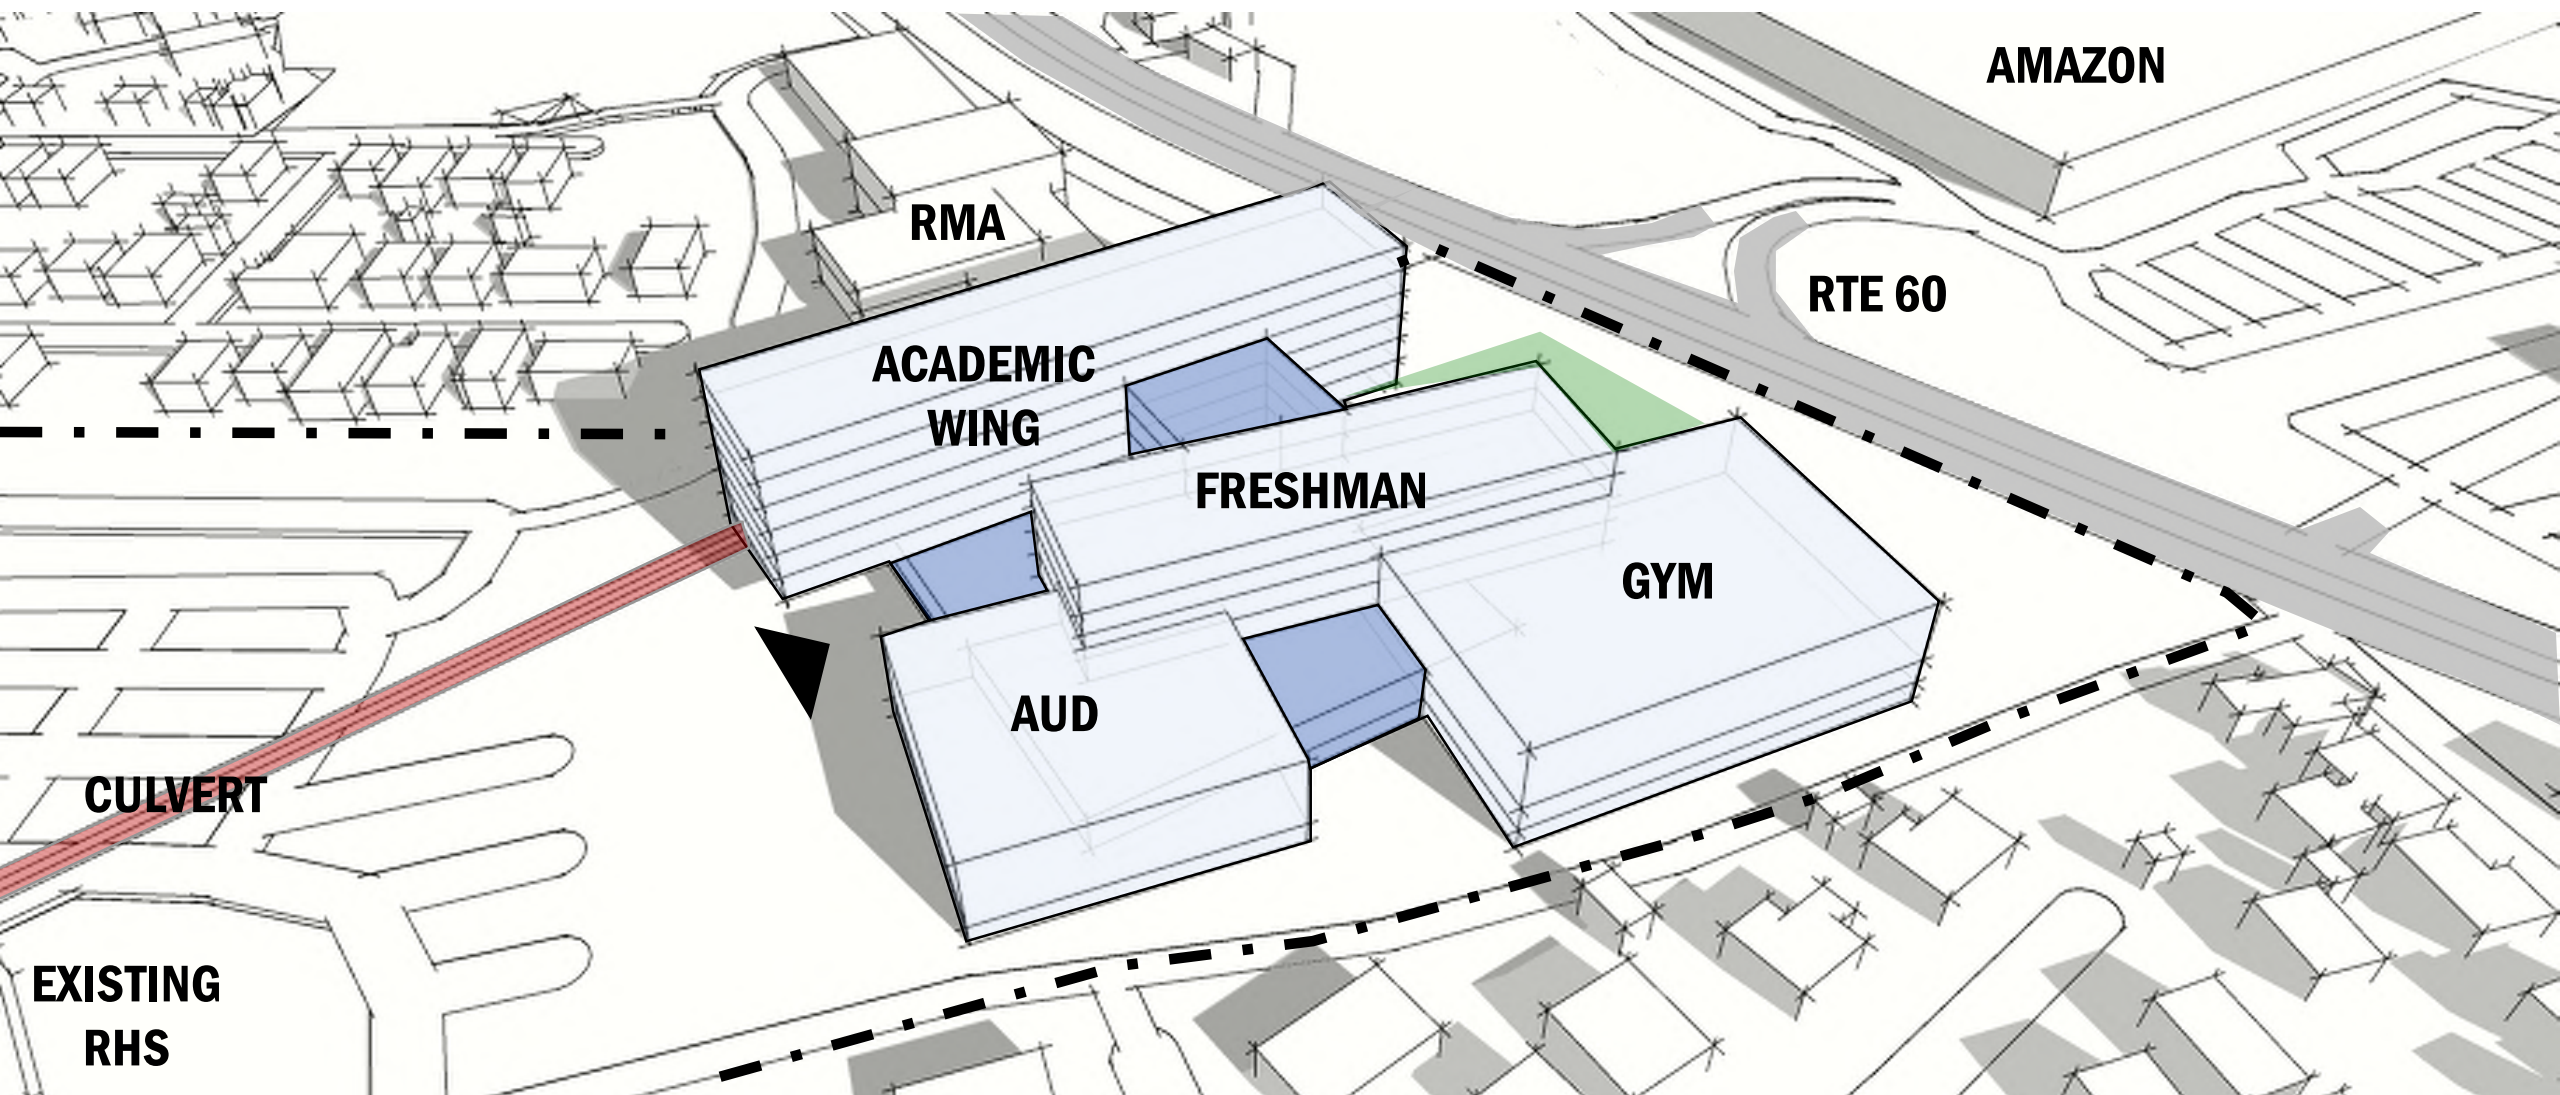 AMAZON
RMA
RTE 60
ACADEMIC
WING
FRESHMAN
GYM
AUD
CULVERT
EXISTING
RHS